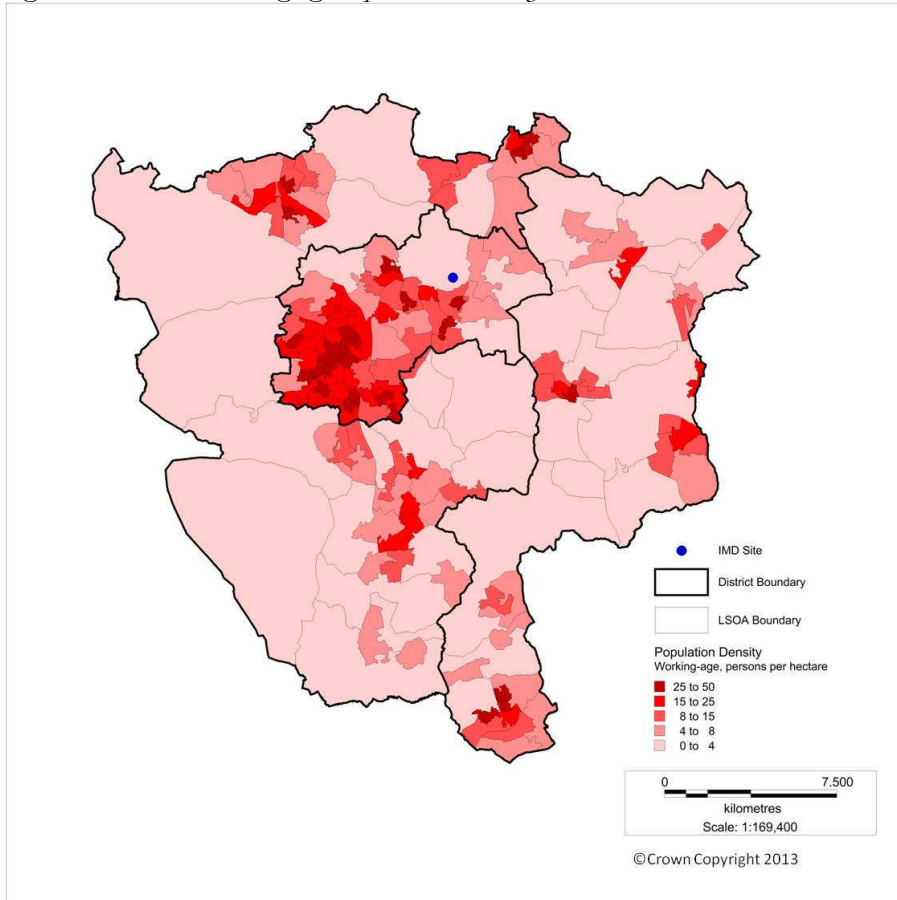 IMD Site
District Boundary
LSOA Boundary
Population Density
Working-age, persons per hectare
25 to 50
15 to 25
8 to 15
4 to 8
0 to 4
0 7.500
kilometres
Scale: 1:169,400
©Crown Copyright 2013